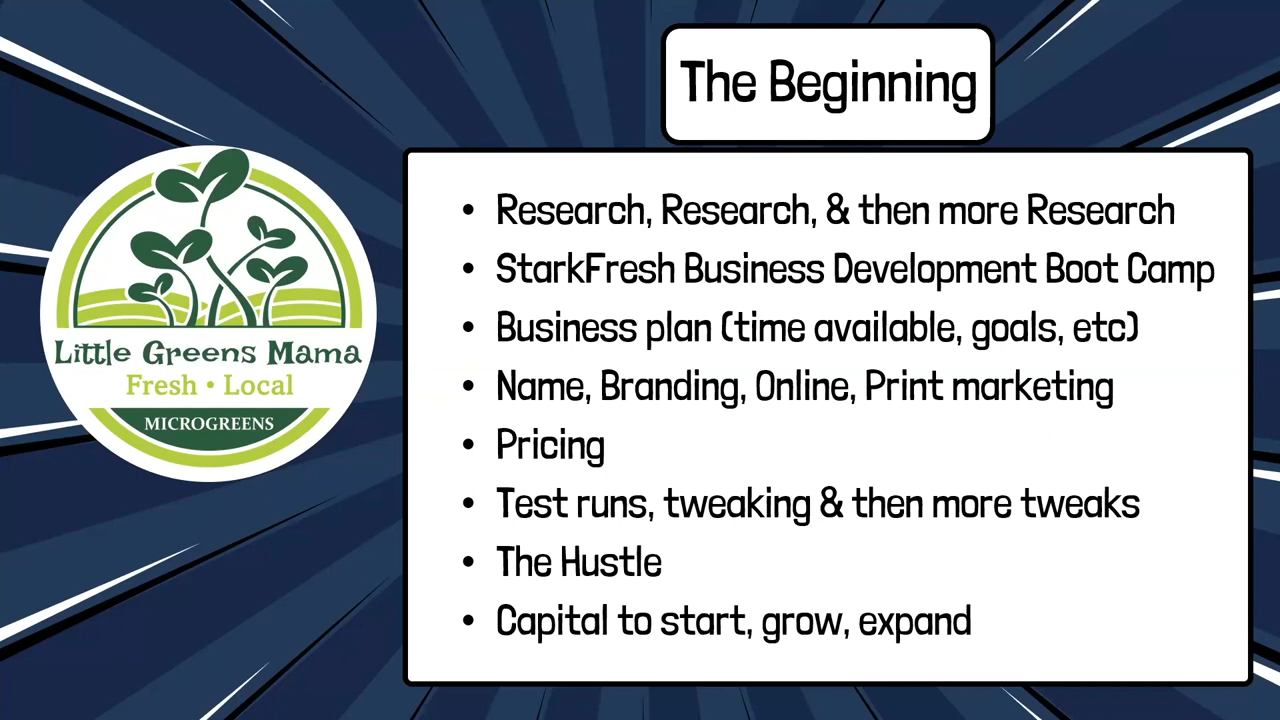 The Beginning
Little Greens Mama
Fresh • Local
MICROGREENS
• Research, Research, & then more Research
• StarkFresh Business Development Boot Camp
• Business plan (time available, goals, etc)
• Name, Branding, Online, Print marketing
• Pricing
• Test runs, tweaking & then more tweaks
• The Hustle
• Capital to start, grow, expand